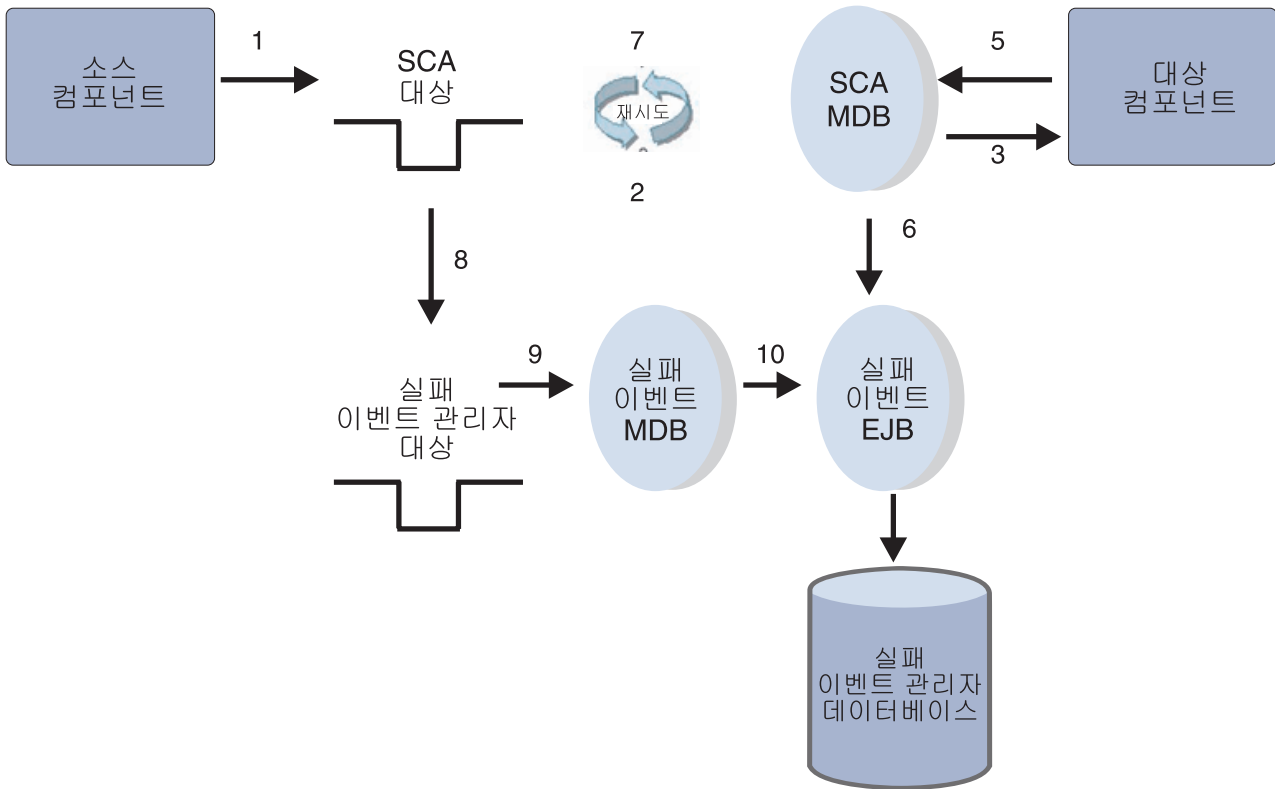 소스
컴포넌트
1
SCA
대상
7
재시도
2
SCA
MDB
5
3
대상
컴포넌트
8
6
실패
이벤트 관리자
대상
9
실패
이벤트
MDB
10
실패
이벤트
EJB
실패
이벤트 관리자
데이터베이스